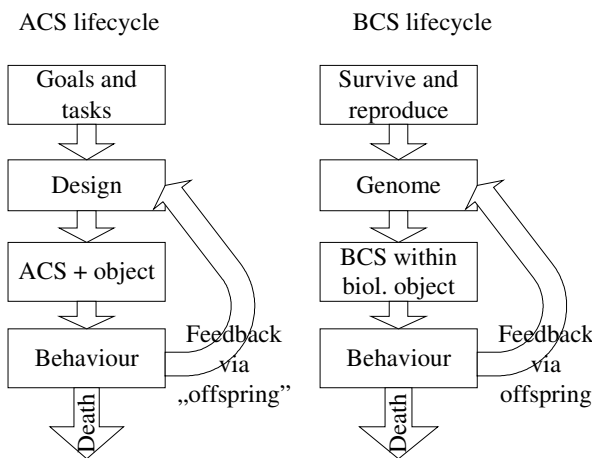 ACS lifecycle
Goals and
tasks
Design
ACS + object
Behaviour
Feedback
via
„offspring”
Death
BCS lifecycle
Survive and
reproduce
Genome
BCS within
biol. object
Behaviour
Feedback
via
offspring
Death